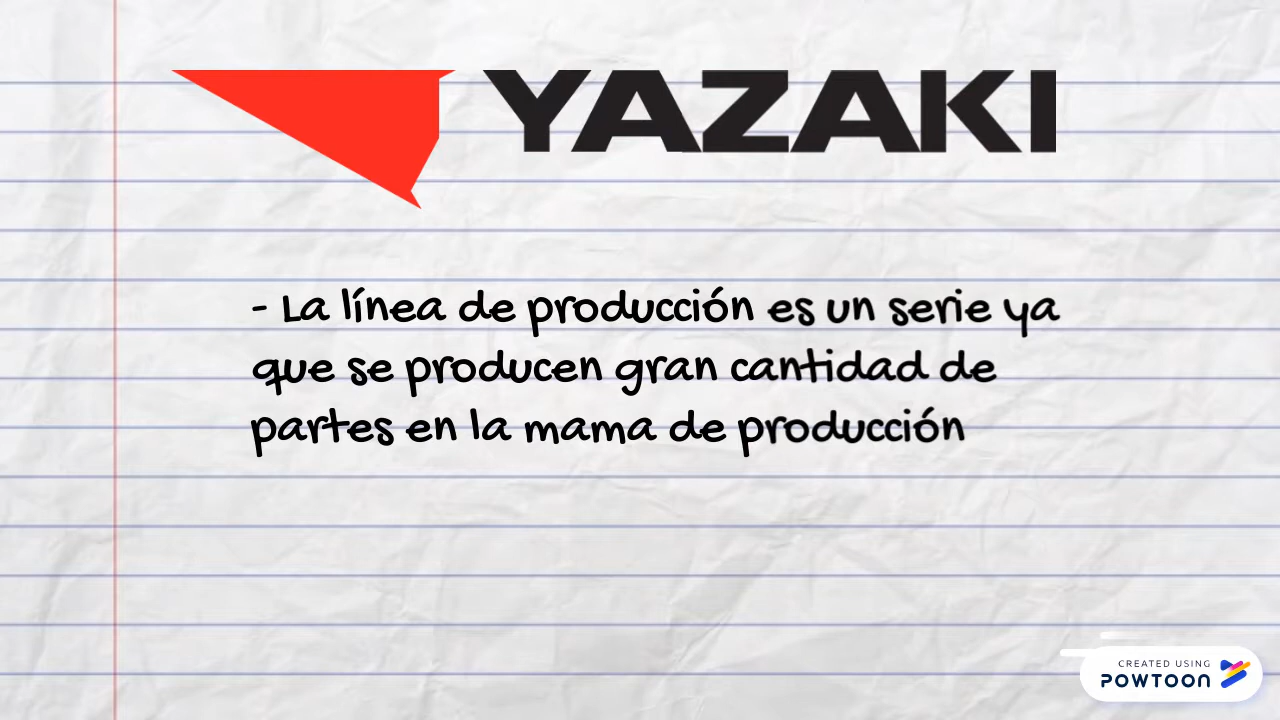 YAZAKI
- La línea de producción es un serie ya
que se producen gran cantidad de
partes en la mama de producción
CREATED USING
POWTOON